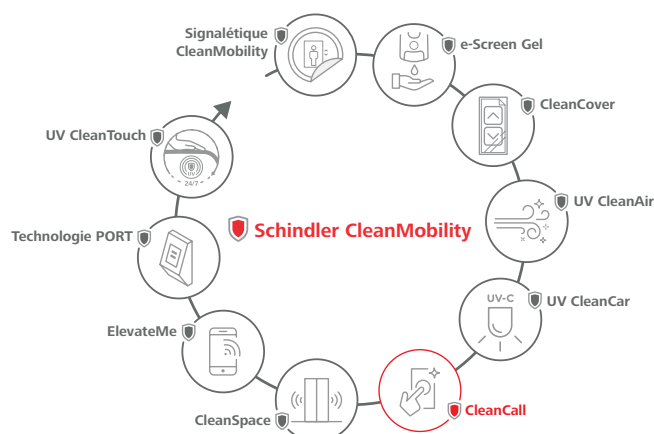 Signalétique
CleanMobility
e-Screen Gel
CleanCover
UV CleanTouch
UV
24/7
UV CleanAir
Technologie PORT
Schindler CleanMobility
UV-C
UV CleanCar
ElevateMe
CleanCall
CleanSpace